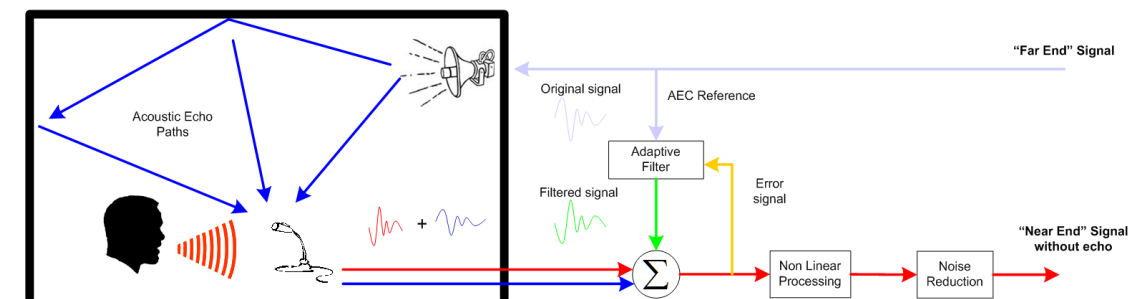 “Far End” Signal
Original signal
AEC Reference
Acoustic Echo
Paths
Adaptive
Filter
Filtered signal
Error
signal
+
“Near End” Signal
without echo
Σ
Non Linear
Processing
Noise
Reduction